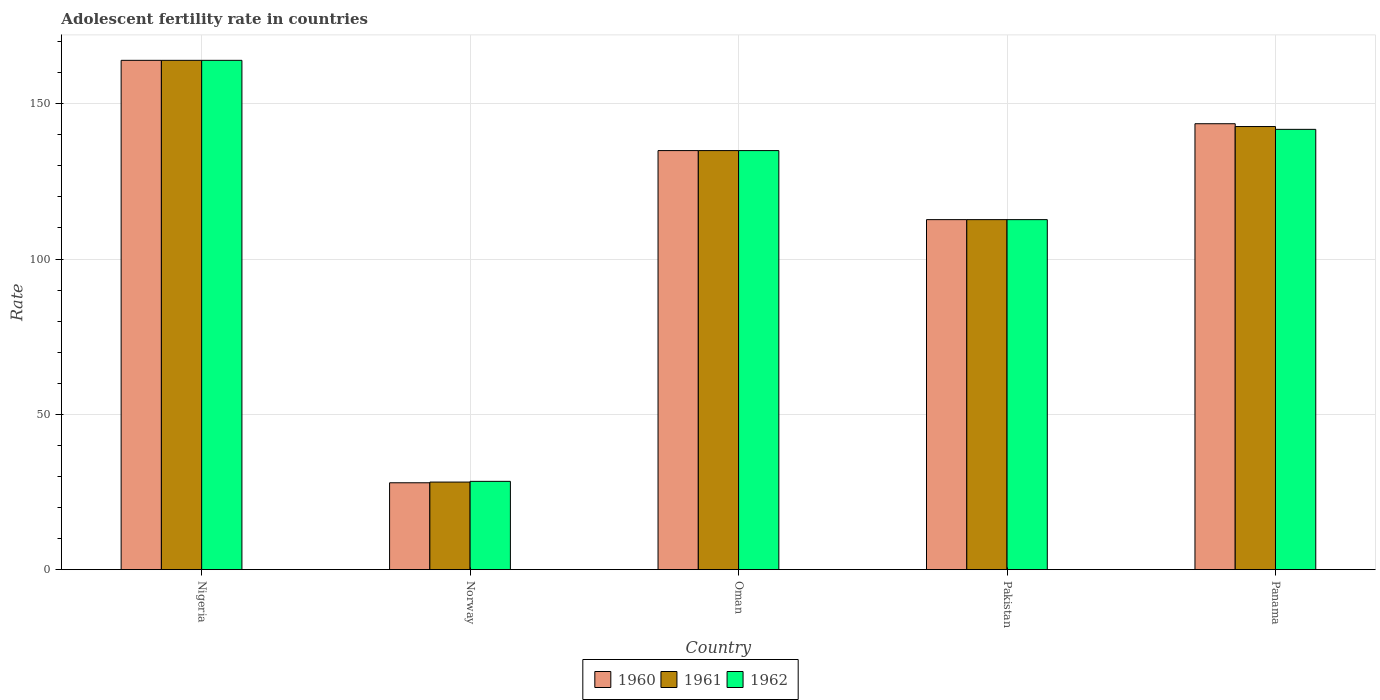 Adolescent fertility rate in countries
150
100
50
0
Rate
Nigeria
Norway
Oman
Pakistan
Panama
Country
1960
1961
1962